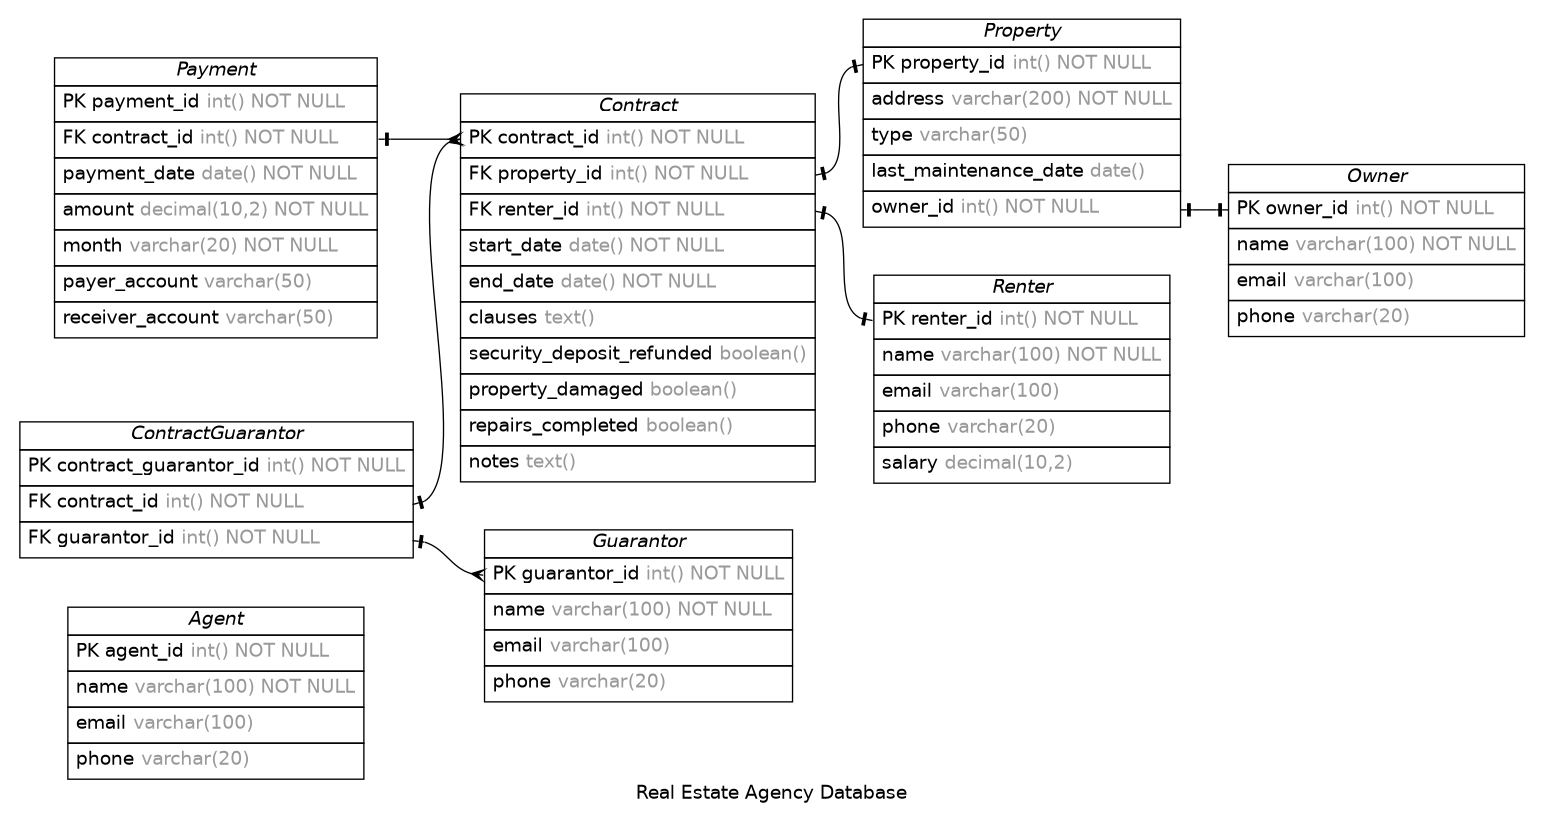 Payment
PK payment_id int() NOT NULL
FK contract_id int() NOT NULL
payment_date date() NOT NULL
amount decimal(10,2) NOT NULL
month varchar(20) NOT NULL
payer_account varchar(50)
receiver_account varchar(50)
Contract
PK contract_id int() NOT NULL
FK property_id int() NOT NULL
FK renter_id int() NOT NULL
start_date date() NOT NULL
end_date date() NOT NULL
clauses text()
security_deposit_refunded boolean()
property_damaged boolean()
repairs_completed boolean()
notes text()
Property
PK property_id int() NOT NULL
address varchar(200) NOT NULL
type varchar(50)
last_maintenance_date date()
owner_id int() NOT NULL
Owner
PK owner_id int() NOT NULL
name varchar(100) NOT NULL
email varchar(100)
phone varchar(20)
Renter
PK renter_id int() NOT NULL
name varchar(100) NOT NULL
email varchar(100)
phone varchar(20)
salary decimal(10,2)
ContractGuarantor
PK contract_guarantor_id int() NOT NULL
FK contract_id int() NOT NULL
FK guarantor_id int() NOT NULL
Guarantor
PK guarantor_id int() NOT NULL
name varchar(100) NOT NULL
email varchar(100)
phone varchar(20)
Agent
PK agent_id int() NOT NULL
name varchar(100) NOT NULL
email varchar(100)
phone varchar(20)
Real Estate Agency Database